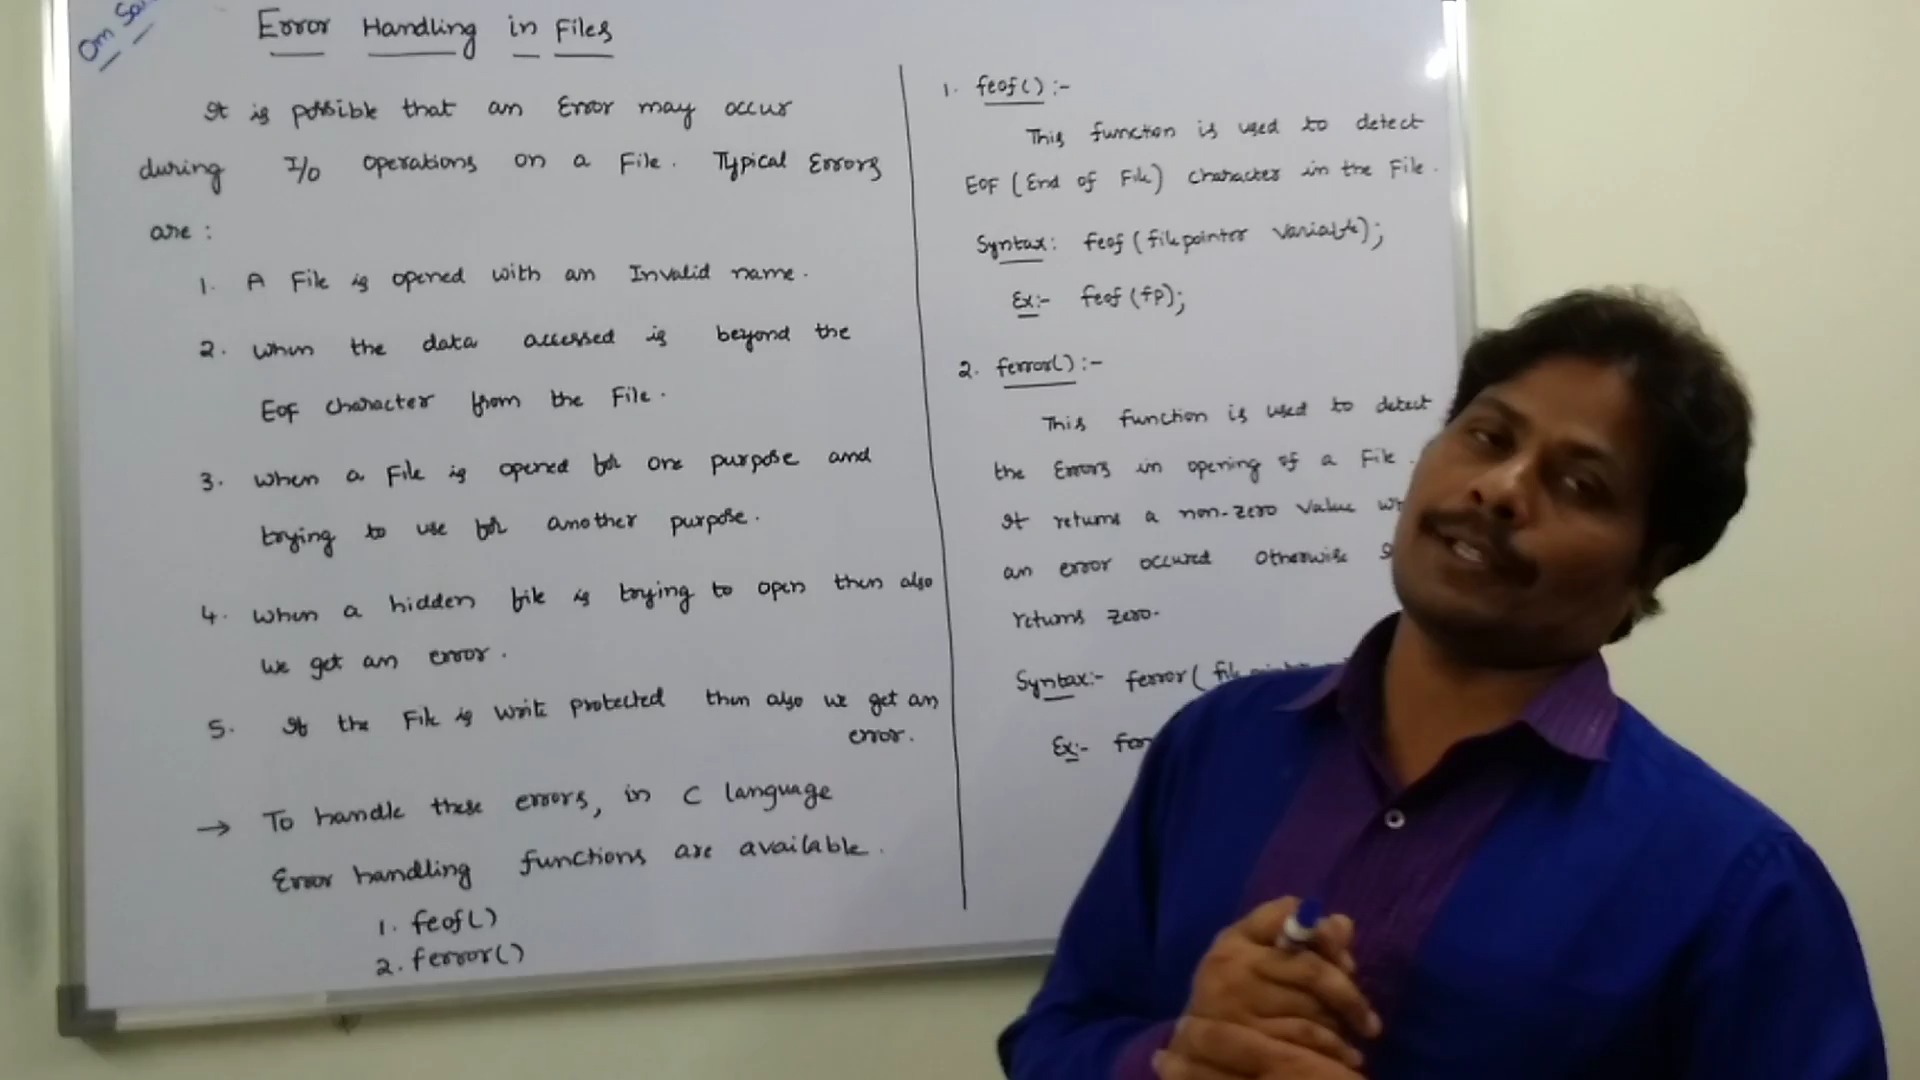 Om Sai
Error Handling in Files
It is possible that an Error may occur
during I/O operations on a File. Typical Errors
are :
1. A File is opened with an Invalid name.
2. when the data accessed is beyond the
EOF character from the File.
3. when a File is opened for one purpose and
trying to use for another purpose.
4. when a hidden file is trying to open then also
we get an error.
5. If the File is write protected then also we get an
error.
→ To handle these errors, in C language
Error handling functions are available.
1. feof()
2. ferror()
1. feof() :-
This function is used to detect
EOF (End of File) character in the File.
Syntax: feof (filepointer variable);
Ex:- feof (fp);
2. ferror() :-
This function is used to detect
the Errors in opening of a File.
It returns a non-zero value
an error occured otherwise
returns zero.
Syntax:- ferror(
Ex:-